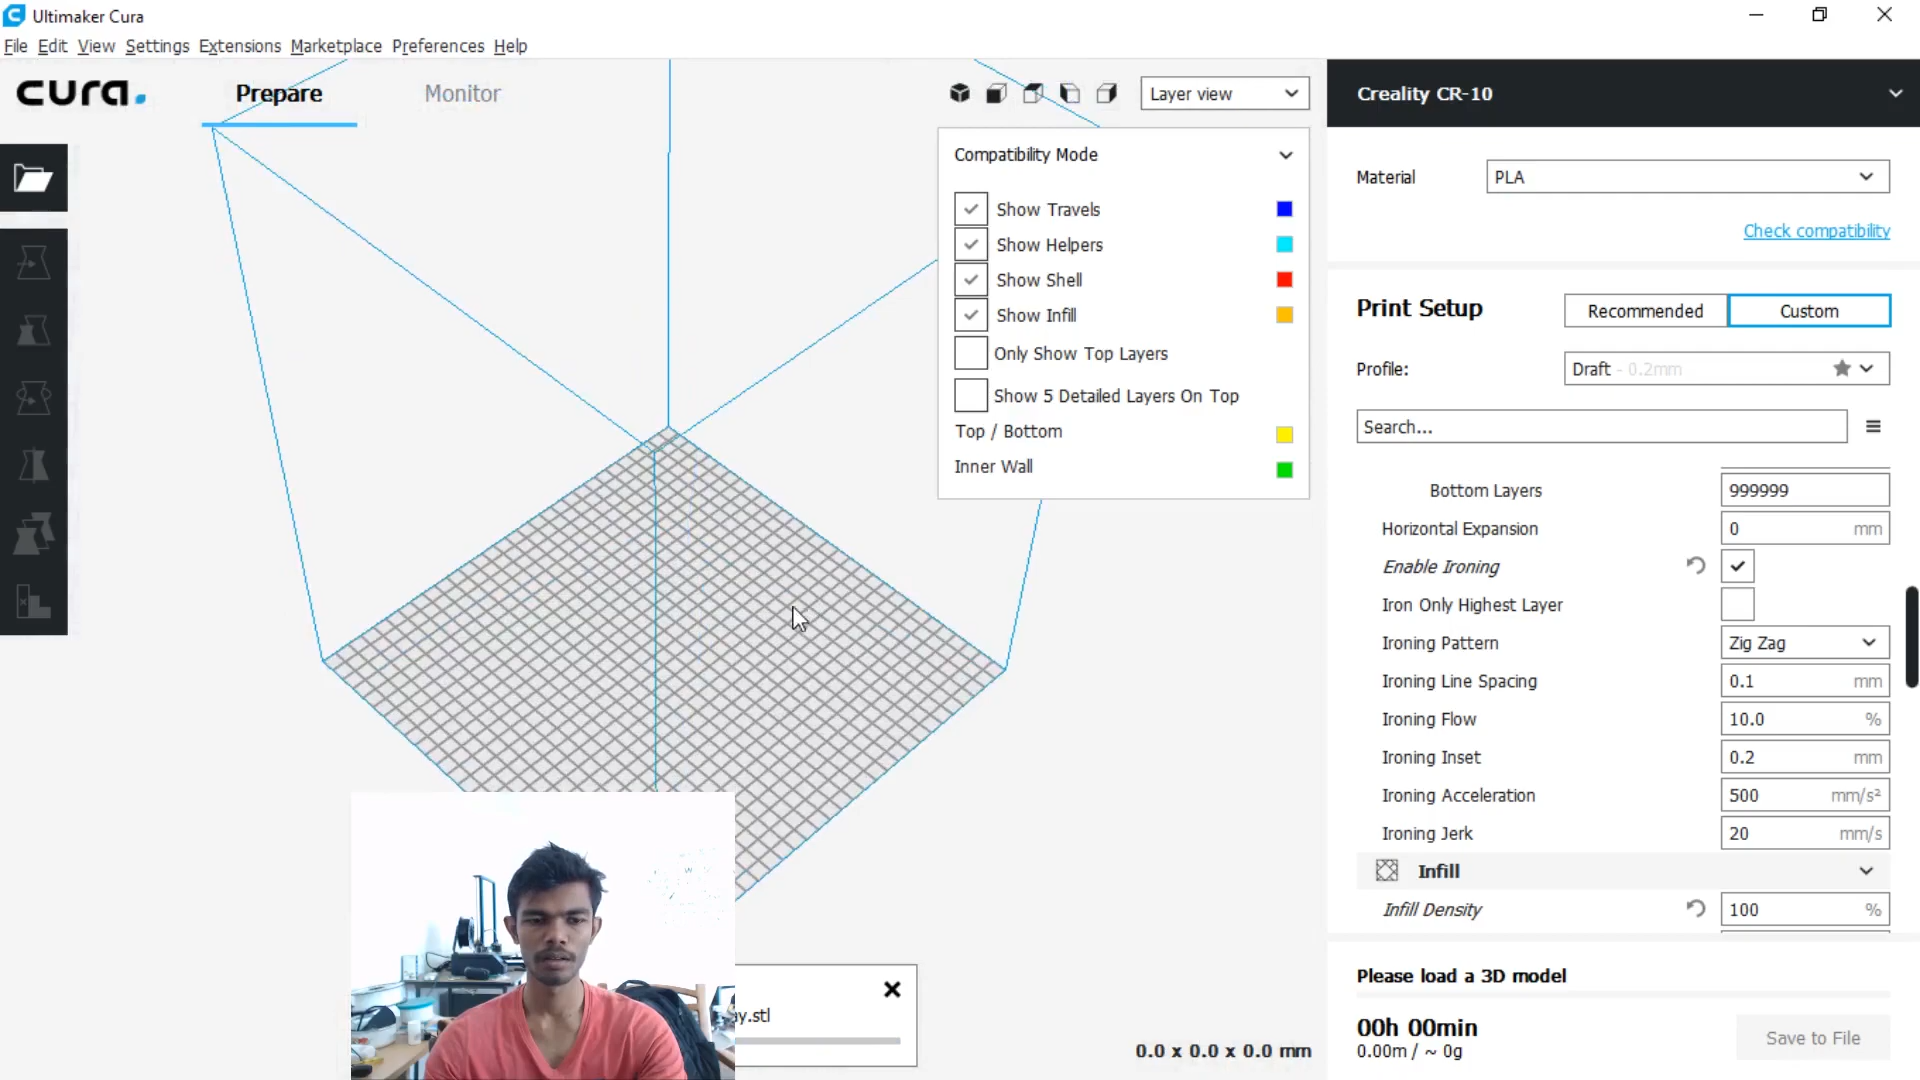 Ultimaker Cura
File Edit View Settings Extensions Marketplace Preferences Help
cura.
Prepare
Monitor
Layer view
Compatibility Mode
Show Travels
Show Helpers
Show Shell
Show Infill
Only Show Top Layers
Show 5 Detailed Layers On Top
Top / Bottom
Inner Wall
Creality CR-10
Material
PLA
Check compatibility
Print Setup
Recommended
Custom
Profile:
Draft - 0.2mm
Search...
Bottom Layers
999999
Horizontal Expansion
0 mm
Enable Ironing
Iron Only Highest Layer
Ironing Pattern
Zig Zag
Ironing Line Spacing
0.1 mm
Ironing Flow
10.0 %
Ironing Inset
0.2 mm
Ironing Acceleration
500 mm/s²
Ironing Jerk
20 mm/s
Infill
Infill Density
100 %
Please load a 3D model
00h 00min
0.00m / ~ 0g
Save to File
0.0 x 0.0 x 0.0 mm